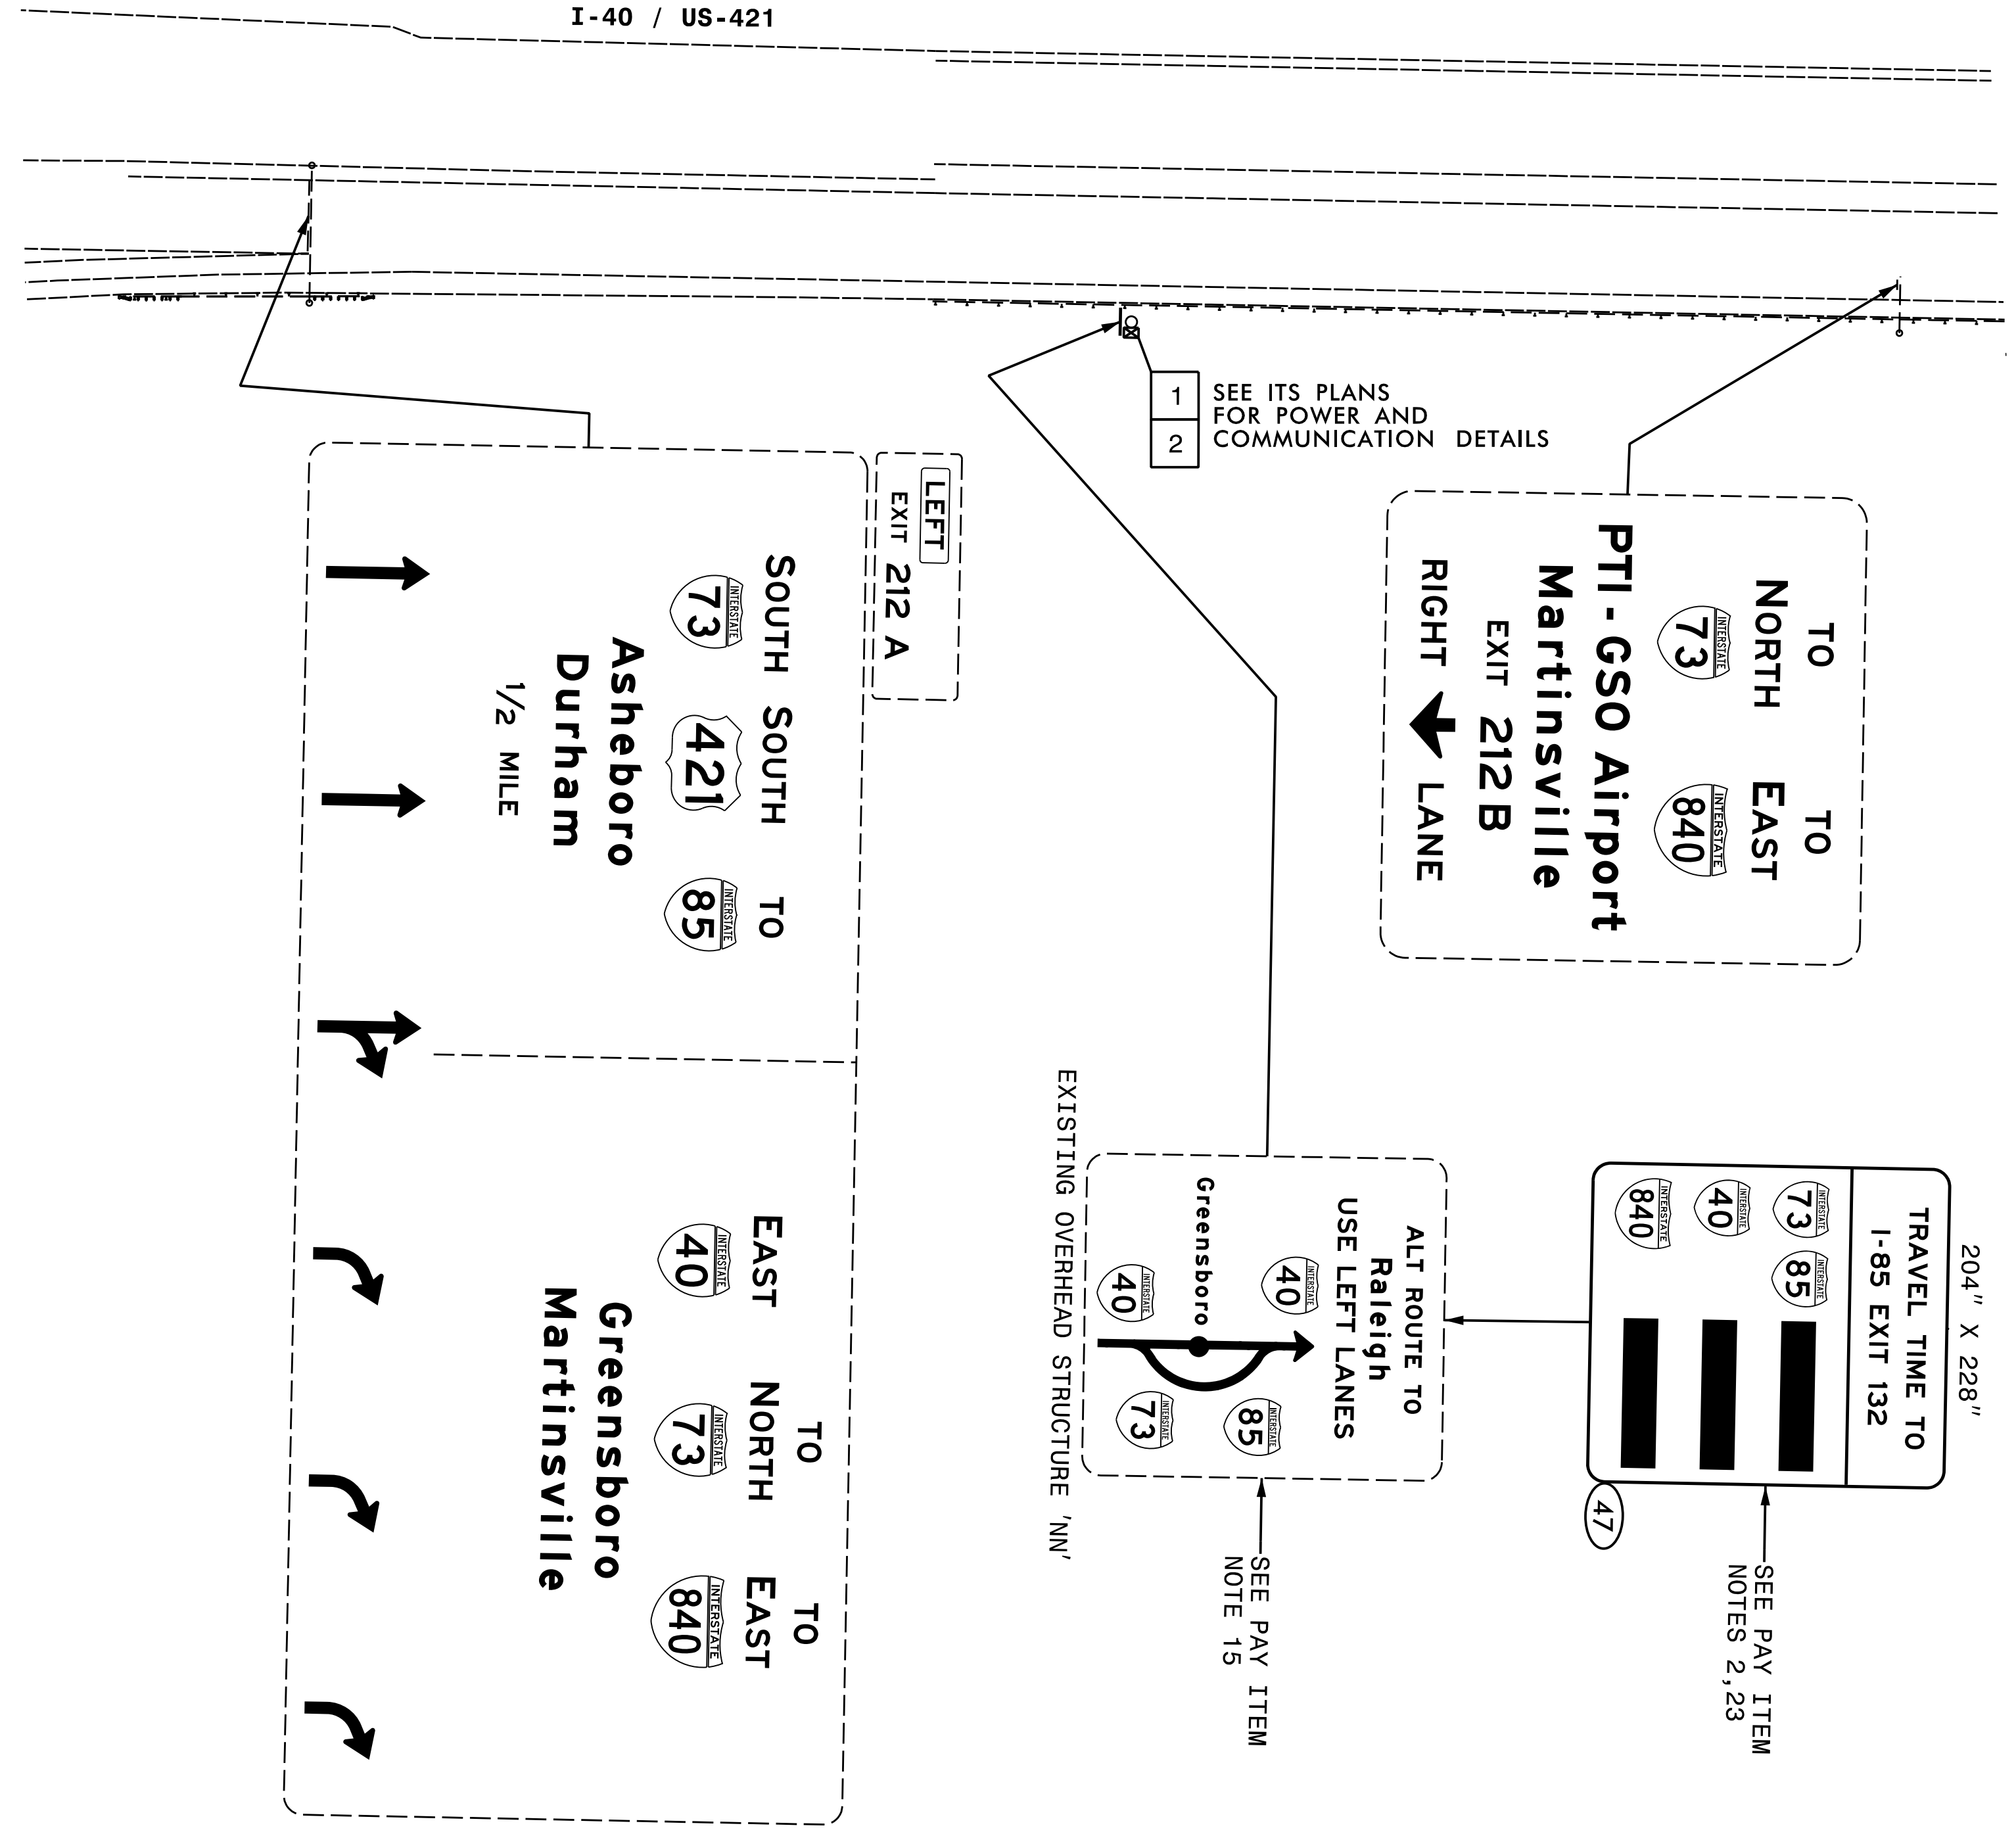 I-40 / US-421
1
2
SEE ITS PLANS
FOR POWER AND
COMMUNICATION DETAILS
LEFT
EXIT 212 A
SOUTH SOUTH TO
INTERSTATE 73 421 INTERSTATE 85
Asheboro
Durham
1/2 MILE
TO TO
EAST NORTH EAST
INTERSTATE 40 INTERSTATE 73 INTERSTATE 840
Greensboro
Martinsville
TO TO
NORTH EAST
INTERSTATE 73 INTERSTATE 840
PTI-GSO Airport
Martinsville
EXIT 212 B
RIGHT LANE
ALT ROUTE TO
Raleigh
USE LEFT LANES
INTERSTATE 40
INTERSTATE 85
Greensboro
INTERSTATE 73
INTERSTATE 40
EXISTING OVERHEAD STRUCTURE 'NN'
SEE PAY ITEM
NOTE 15
204" X 228"
TRAVEL TIME TO
I-85 EXIT 132
INTERSTATE 73 INTERSTATE 85
INTERSTATE 40
INTERSTATE 840
47
SEE PAY ITEM
NOTES 2,23